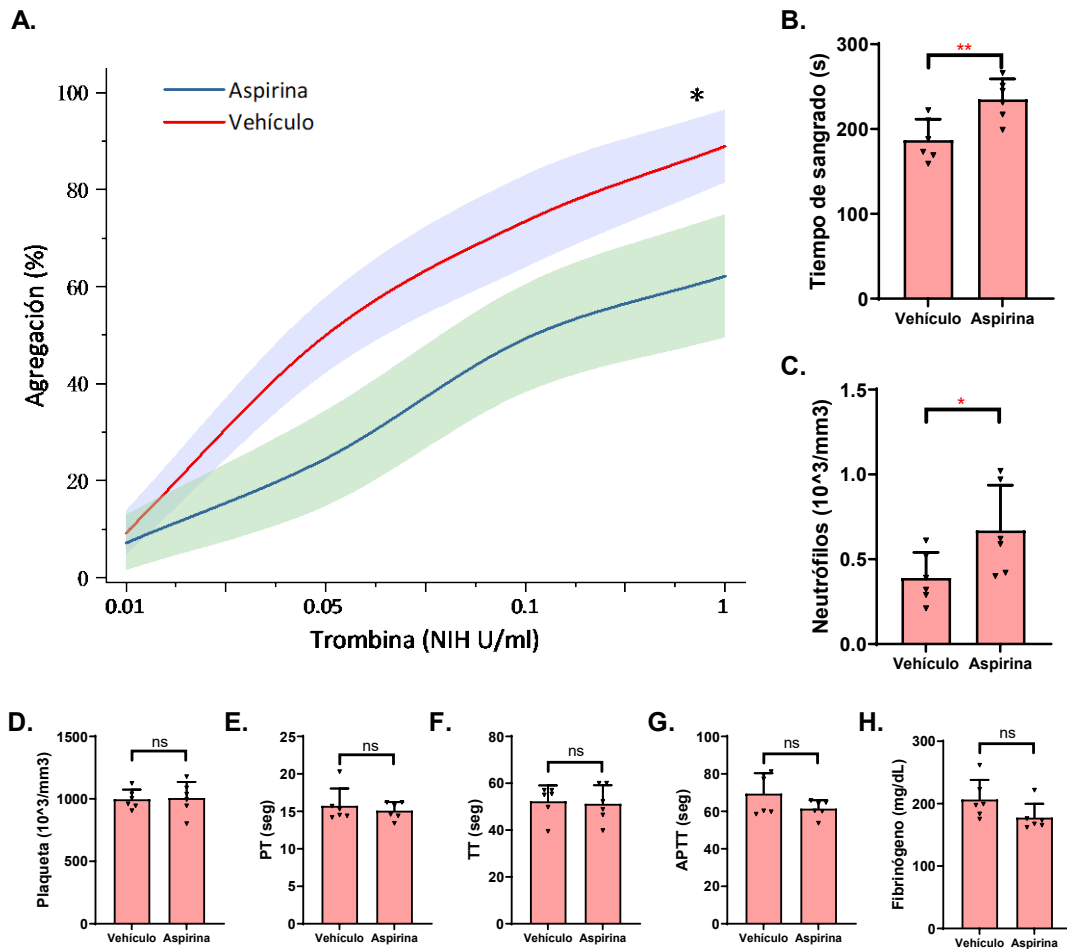 A.
Aspirina
Vehículo
*
Agregación (%)
100
80
60
40
20
0
0.01
0.05
0.1
1
Trombina (NIH U/ml)
B.
**
Tiempo de sangrado (s)
300
200
100
0
Vehículo
Aspirina
C.
*
Neutrófilos (10^3/mm3)
1.5
1.0
0.5
0.0
Vehículo
Aspirina
D.
ns
Plaqueta (10^3/mm3)
1500
1000
500
0
Vehículo
Aspirina
E.
ns
PT (seg)
25
20
15
10
5
0
Vehículo
Aspirina
F.
ns
TT (seg)
80
60
40
20
0
Vehículo
Aspirina
G.
ns
APTT (seg)
100
80
60
40
20
0
Vehículo
Aspirina
H.
ns
Fibrinógeno (mg/dL)
300
200
100
0
Vehículo
Aspirina